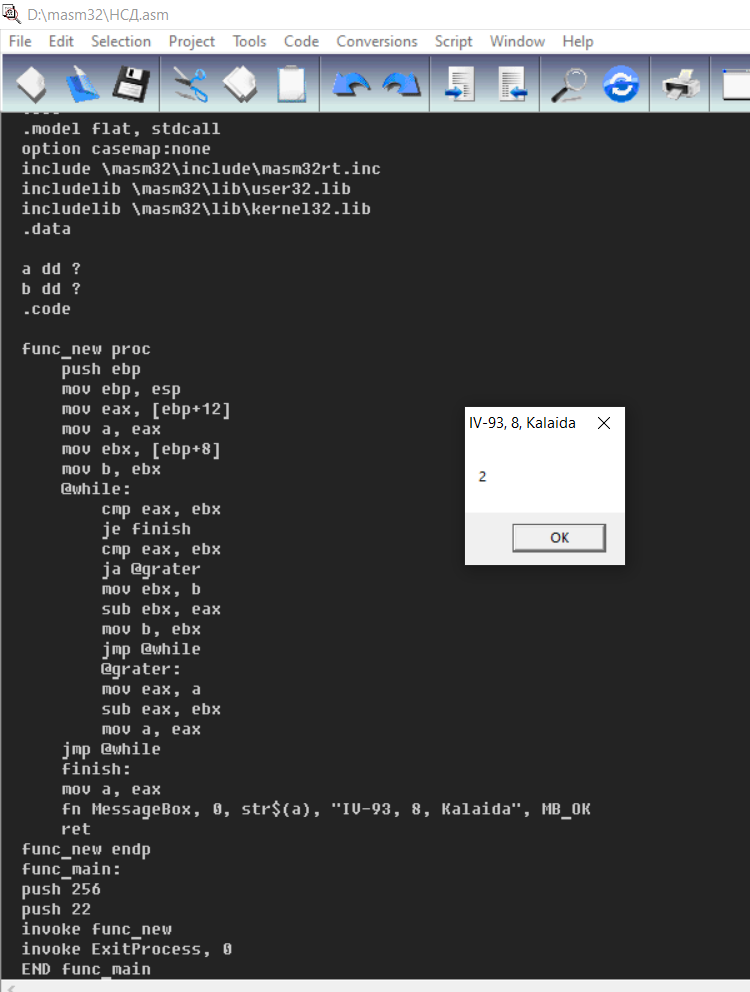 D:\masm32\НСД.asm
File Edit Selection Project Tools Code Conversions Script Window Help
.model flat, stdcall
option casemap:none
include \masm32\include\masm32rt.inc
includelib \masm32\lib\user32.lib
includelib \masm32\lib\kernel32.lib
.data
a dd ?
b dd ?
.code
func_new proc
push ebp
mov ebp, esp
mov eax, [ebp+12]
mov a, eax
mov ebx, [ebp+8]
mov b, ebx
@while:
cmp eax, ebx
je finish
cmp eax, ebx
ja @grater
mov ebx, b
sub ebx, eax
mov b, ebx
jmp @while
@grater:
mov eax, a
sub eax, ebx
mov a, eax
jmp @while
finish:
mov a, eax
fn MessageBox, 0, str$(a), "IV-93, 8, Kalaida", MB_OK
ret
func_new endp
func_main:
push 256
push 22
invoke func_new
invoke ExitProcess, 0
END func_main
IV-93, 8, Kalaida
2
OK